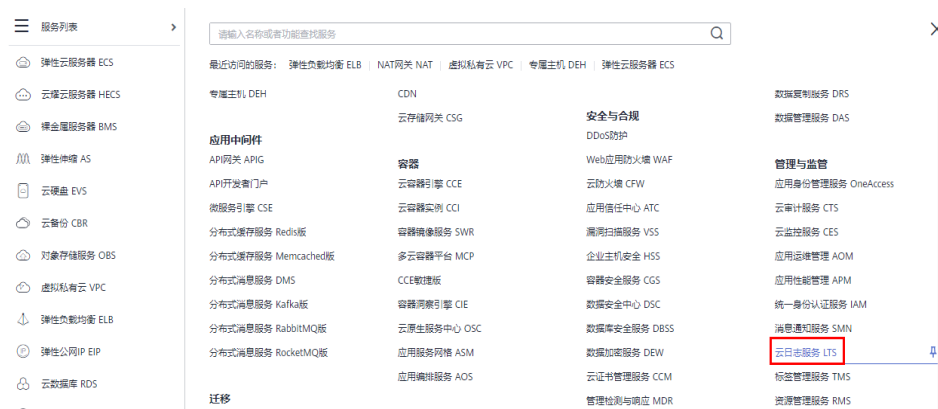 服务列表
弹性云服务器 ECS
云耀云服务器 HECS
裸金属服务器 BMS
弹性伸缩 AS
云硬盘 EVS
云备份 CBR
对象存储服务 OBS
虚拟私有云 VPC
弹性负载均衡 ELB
弹性公网IP EIP
云数据库 RDS
请输入名称或者功能查找服务
最近访问的服务： 弹性负载均衡 ELB | NAT网关 NAT | 虚拟私有云 VPC | 专属主机 DEH | 弹性云服务器 ECS
专属主机 DEH
应用中间件
API网关 APIG
API开发者门户
微服务引擎 CSE
分布式缓存服务 Redis版
分布式缓存服务 Memcached版
分布式消息服务 DMS
分布式消息服务 Kafka版
分布式消息服务 RabbitMQ版
分布式消息服务 RocketMQ版
迁移
CDN
云存储网关 CSG
容器
云容器引擎 CCE
云容器实例 CCI
容器镜像服务 SWR
多云容器平台 MCP
CCE敏捷版
容器洞察引擎 CIE
云原生服务中心 OSC
应用服务网格 ASM
应用编排服务 AOS
安全与合规
DDoS防护
Web应用防火墙 WAF
云防火墙 CFW
应用信任中心 ATC
漏洞扫描服务 VSS
企业主机安全 HSS
容器安全服务 CGS
数据安全中心 DSC
数据库安全服务 DBSS
数据加密服务 DEW
云证书管理服务 CCM
管理检测与响应 MDR
数据复制服务 DRS
数据管理服务 DAS
管理与监管
应用身份管理服务 OneAccess
云审计服务 CTS
云监控服务 CES
应用运维管理 AOM
应用性能管理 APM
统一身份认证服务 IAM
消息通知服务 SMN
云日志服务 LTS
标签管理服务 TMS
资源管理服务 RMS